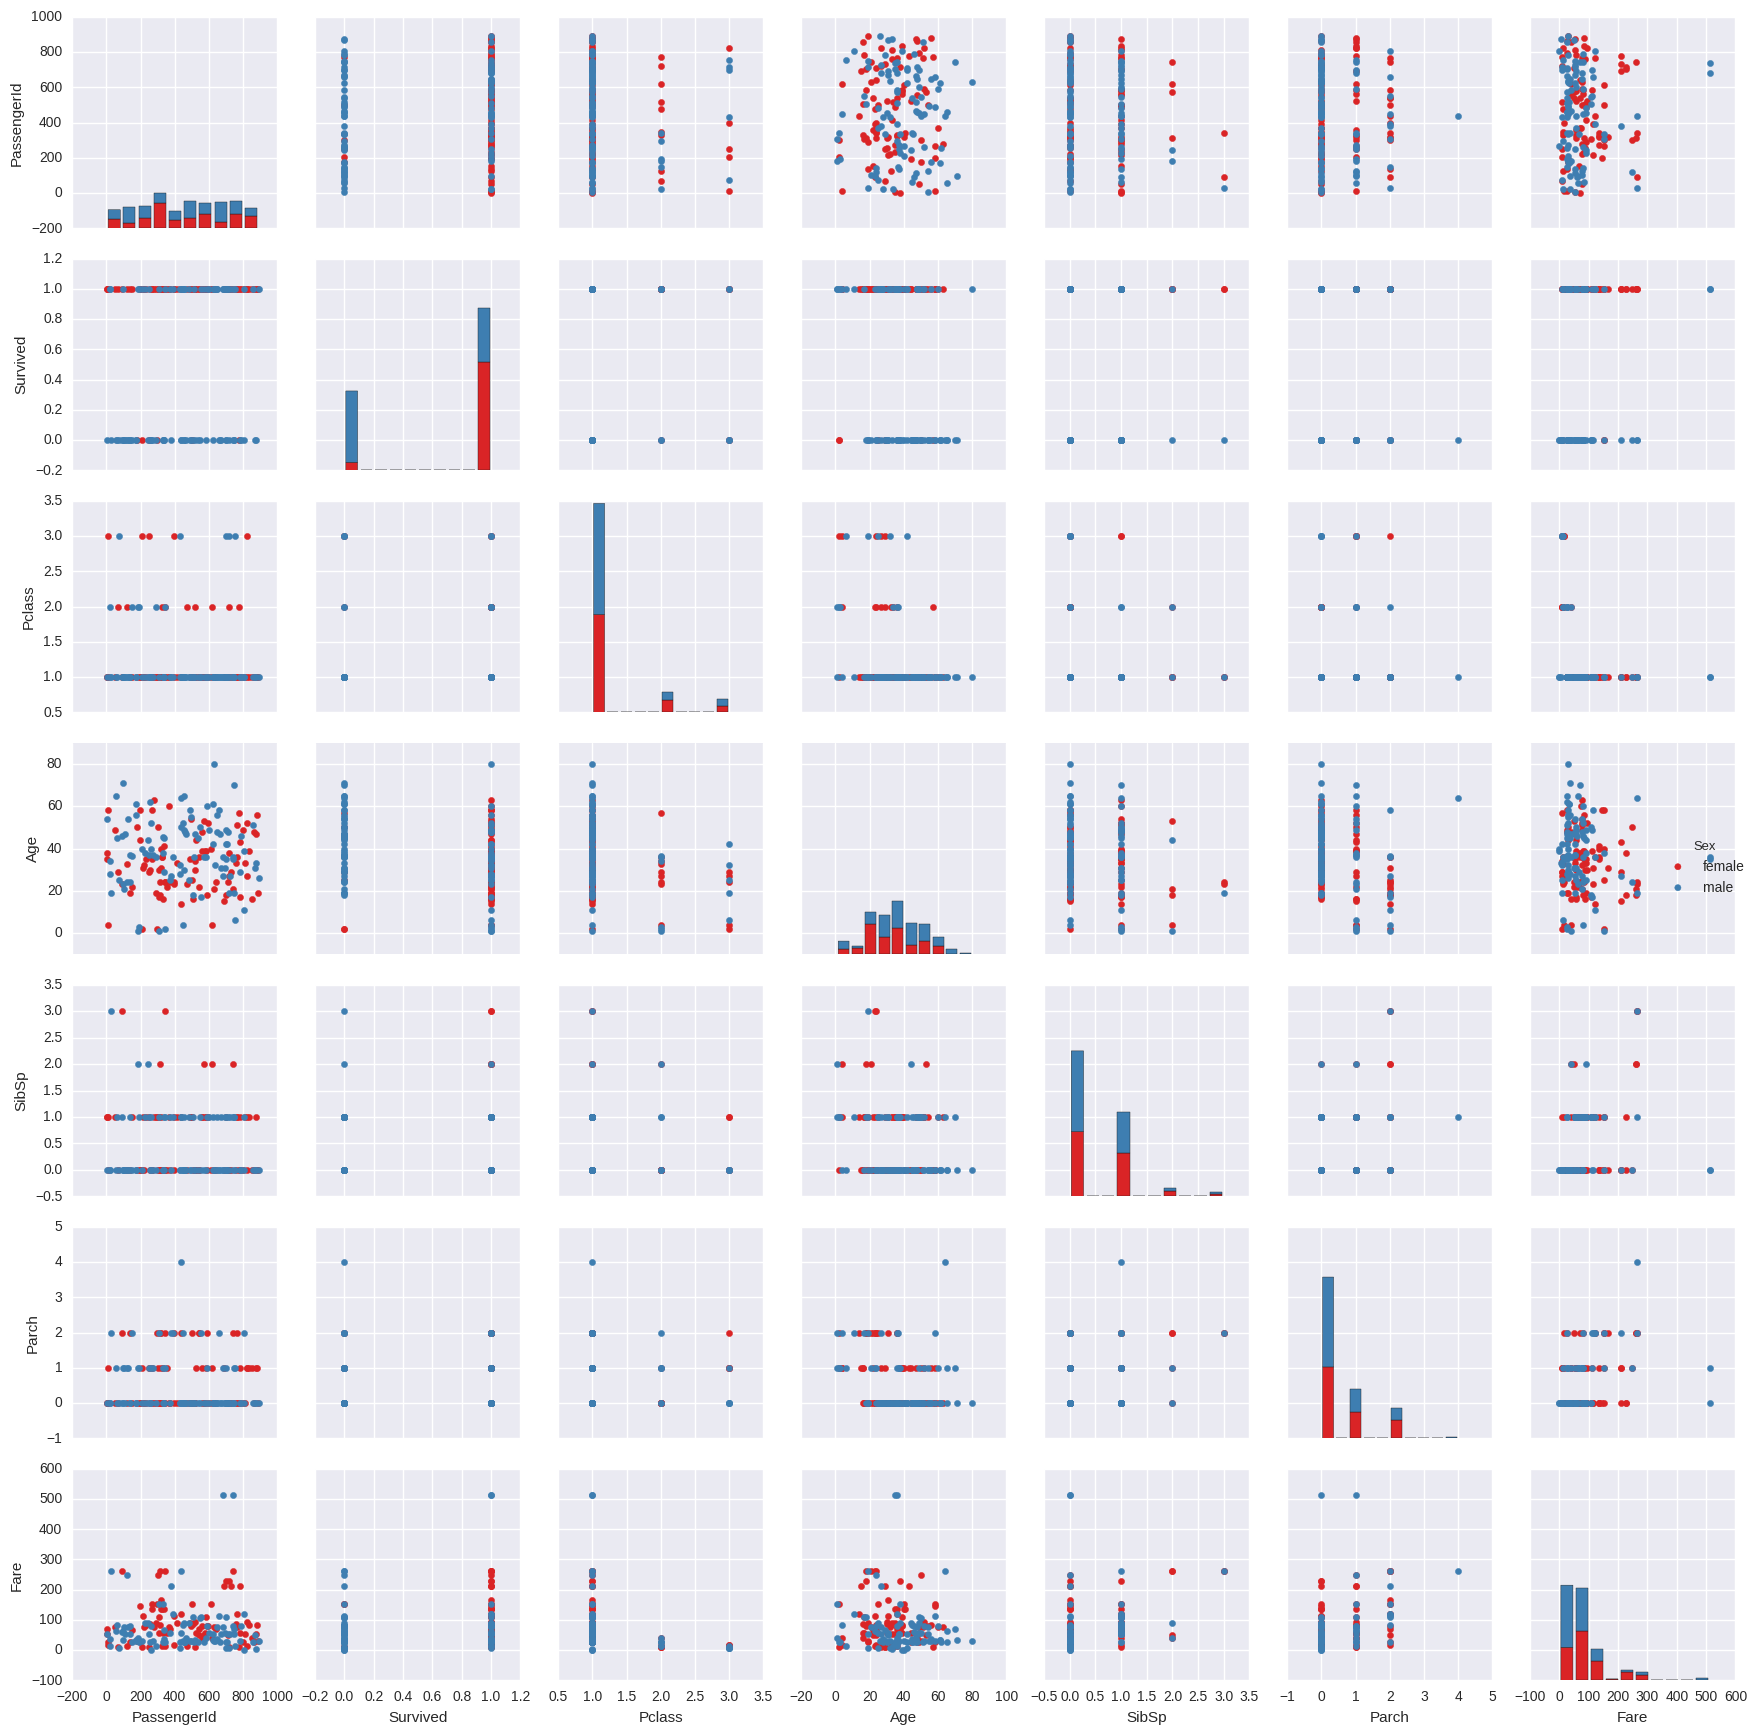 1000
800
600
400
200
0
−200
PassengerId
1.2
1.0
0.8
0.6
0.4
0.2
0.0
−0.2
Survived
3.5
3.0
2.5
2.0
1.5
1.0
0.5
Pclass
80
60
40
20
0
Age
Sex
female
male
3.5
3.0
2.5
2.0
1.5
1.0
0.5
0.0
−0.5
SibSp
5
4
3
2
1
0
−1
Parch
600
500
400
300
200
100
0
−100
Fare
−200 0 200 400 600 800 1000
−0.2 0.0 0.2 0.4 0.6 0.8 1.0 1.2
0.5 1.0 1.5 2.0 2.5 3.0 3.5
−20 0 20 40 60 80 100
−0.5 0.0 0.5 1.0 1.5 2.0 2.5 3.0 3.5
−1 0 1 2 3 4 5
−100 0 100 200 300 400 500 600
PassengerId Survived Pclass Age SibSp Parch Fare